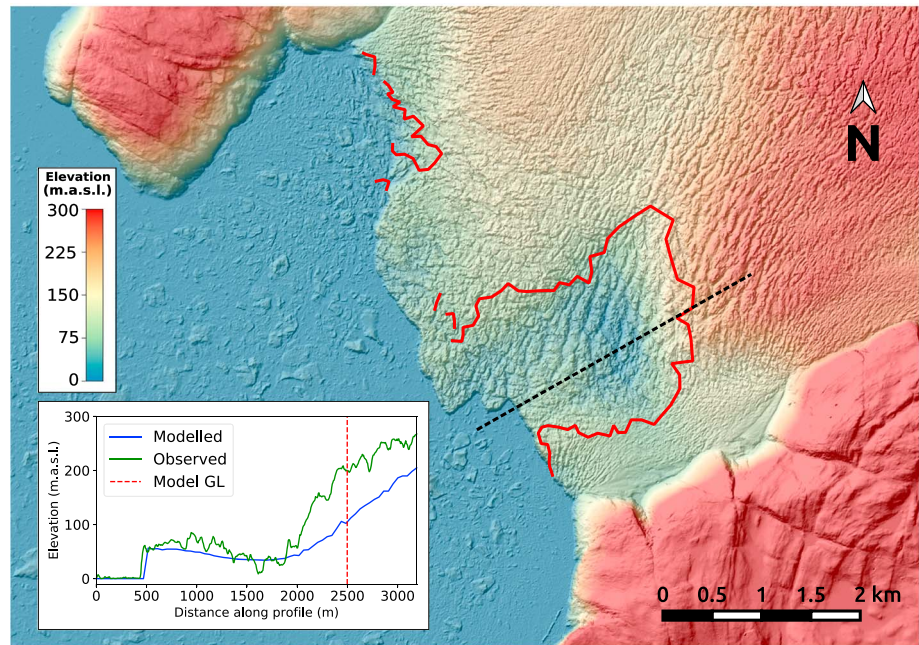 N
Elevation
(m.a.s.l.)
300
225
150
75
0
300
200
100
0
Elevation (m.a.s.l.)
Modelled
Observed
Model GL
0 500 1000 1500 2000 2500 3000
Distance along profile (m)
0 0.5 1 1.5 2 km